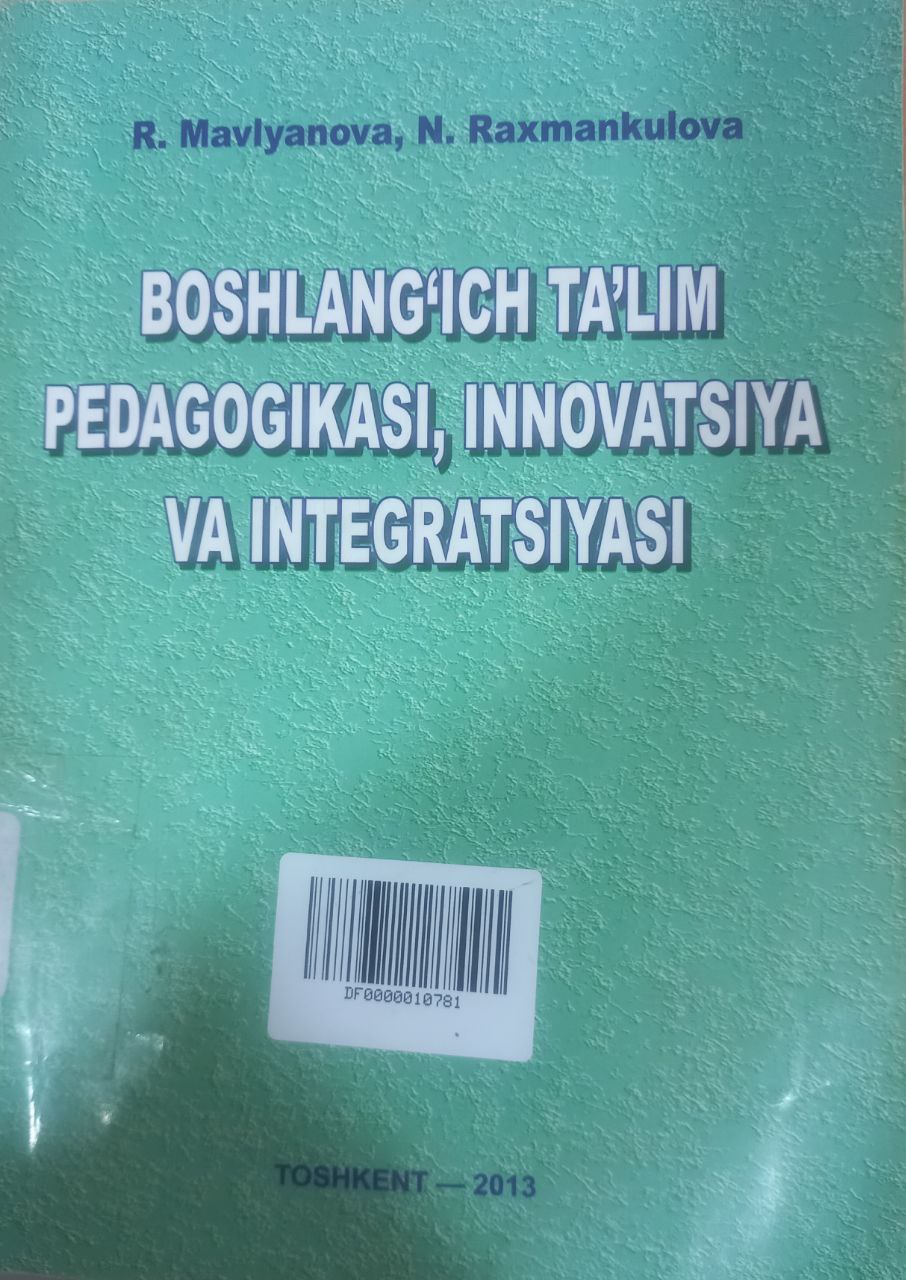 R. Mavlyanova, N. Raxmankulova
BOSHLANG‘ICH TA’LIM
PEDAGOGIKASI, INNOVATSIYA
VA INTEGRATSIYASI
DF0000010781
TOSHKENT — 2013